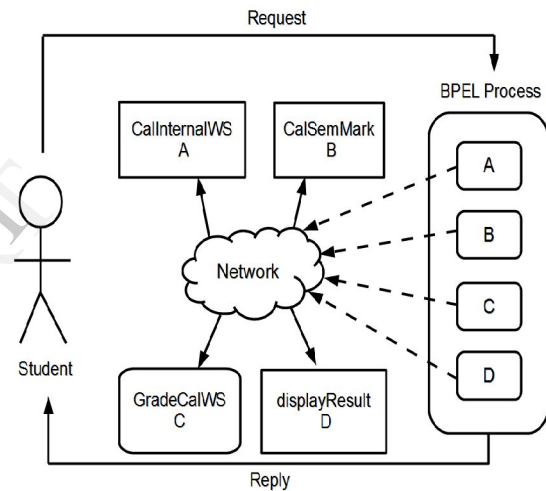 Request
BPEL Process
CalInternalWS
A
CalSemMark
B
A
B
Network
C
D
Student
GradeCalWS
C
displayResult
D
Reply